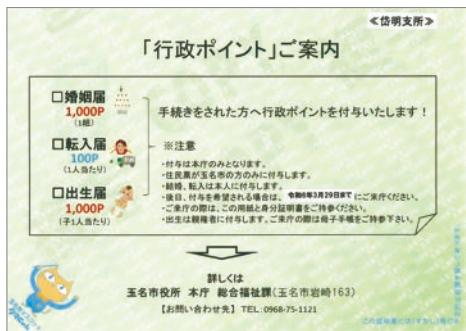 ≪岱明支所≫
「行政ポイント」ご案内
□婚姻届
1,000P
(1組)
□転入届
100P
(1人当たり)
□出生届
1,000P
(子1人当たり)
手続きをされた方へ行政ポイントを付与いたします！
※注意
・付与は本庁のみとなります。
・住民票が玉名市の方のみに付与します。
・結婚、転入は本人に付与します。
・後日、付与を希望される場合は、令和6年3月29日までにご来庁ください。
・ご来庁の際は、この用紙と身分証明書をご持参ください。
・出生は親権者に付与します。ご来庁の際は母子手帳をご持参下さい。
詳しくは
玉名市役所 本庁 総合福祉課(玉名市岩崎163)
【お問い合わせ先】 TEL:0968-75-1121